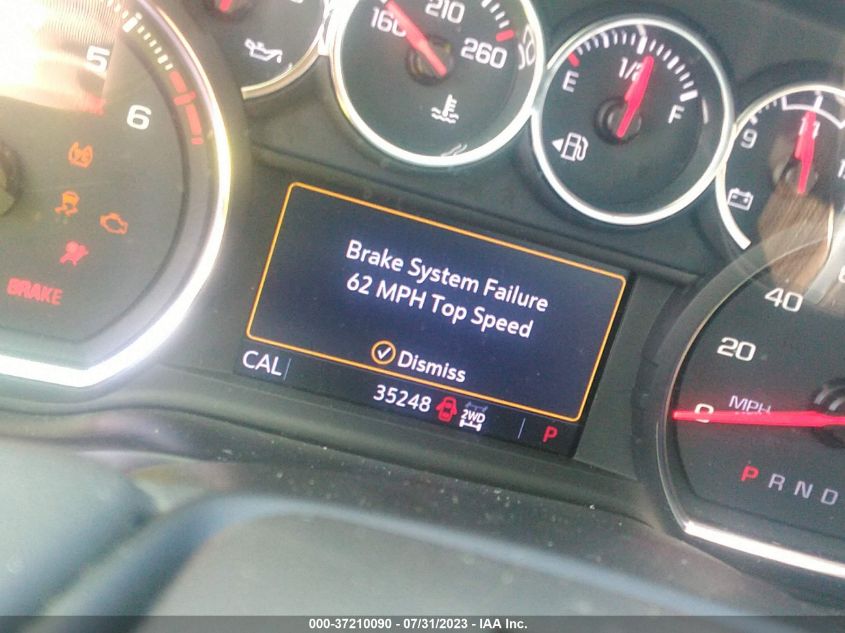 210
160
260
1/2
E
F
9
5
6
Brake System Failure
62 MPH Top Speed
Dismiss
BRAKE
CAL
35248
2WD
P
40
20
0
MPH
P R N D
000-37210090 - 07/31/2023 - IAA Inc.